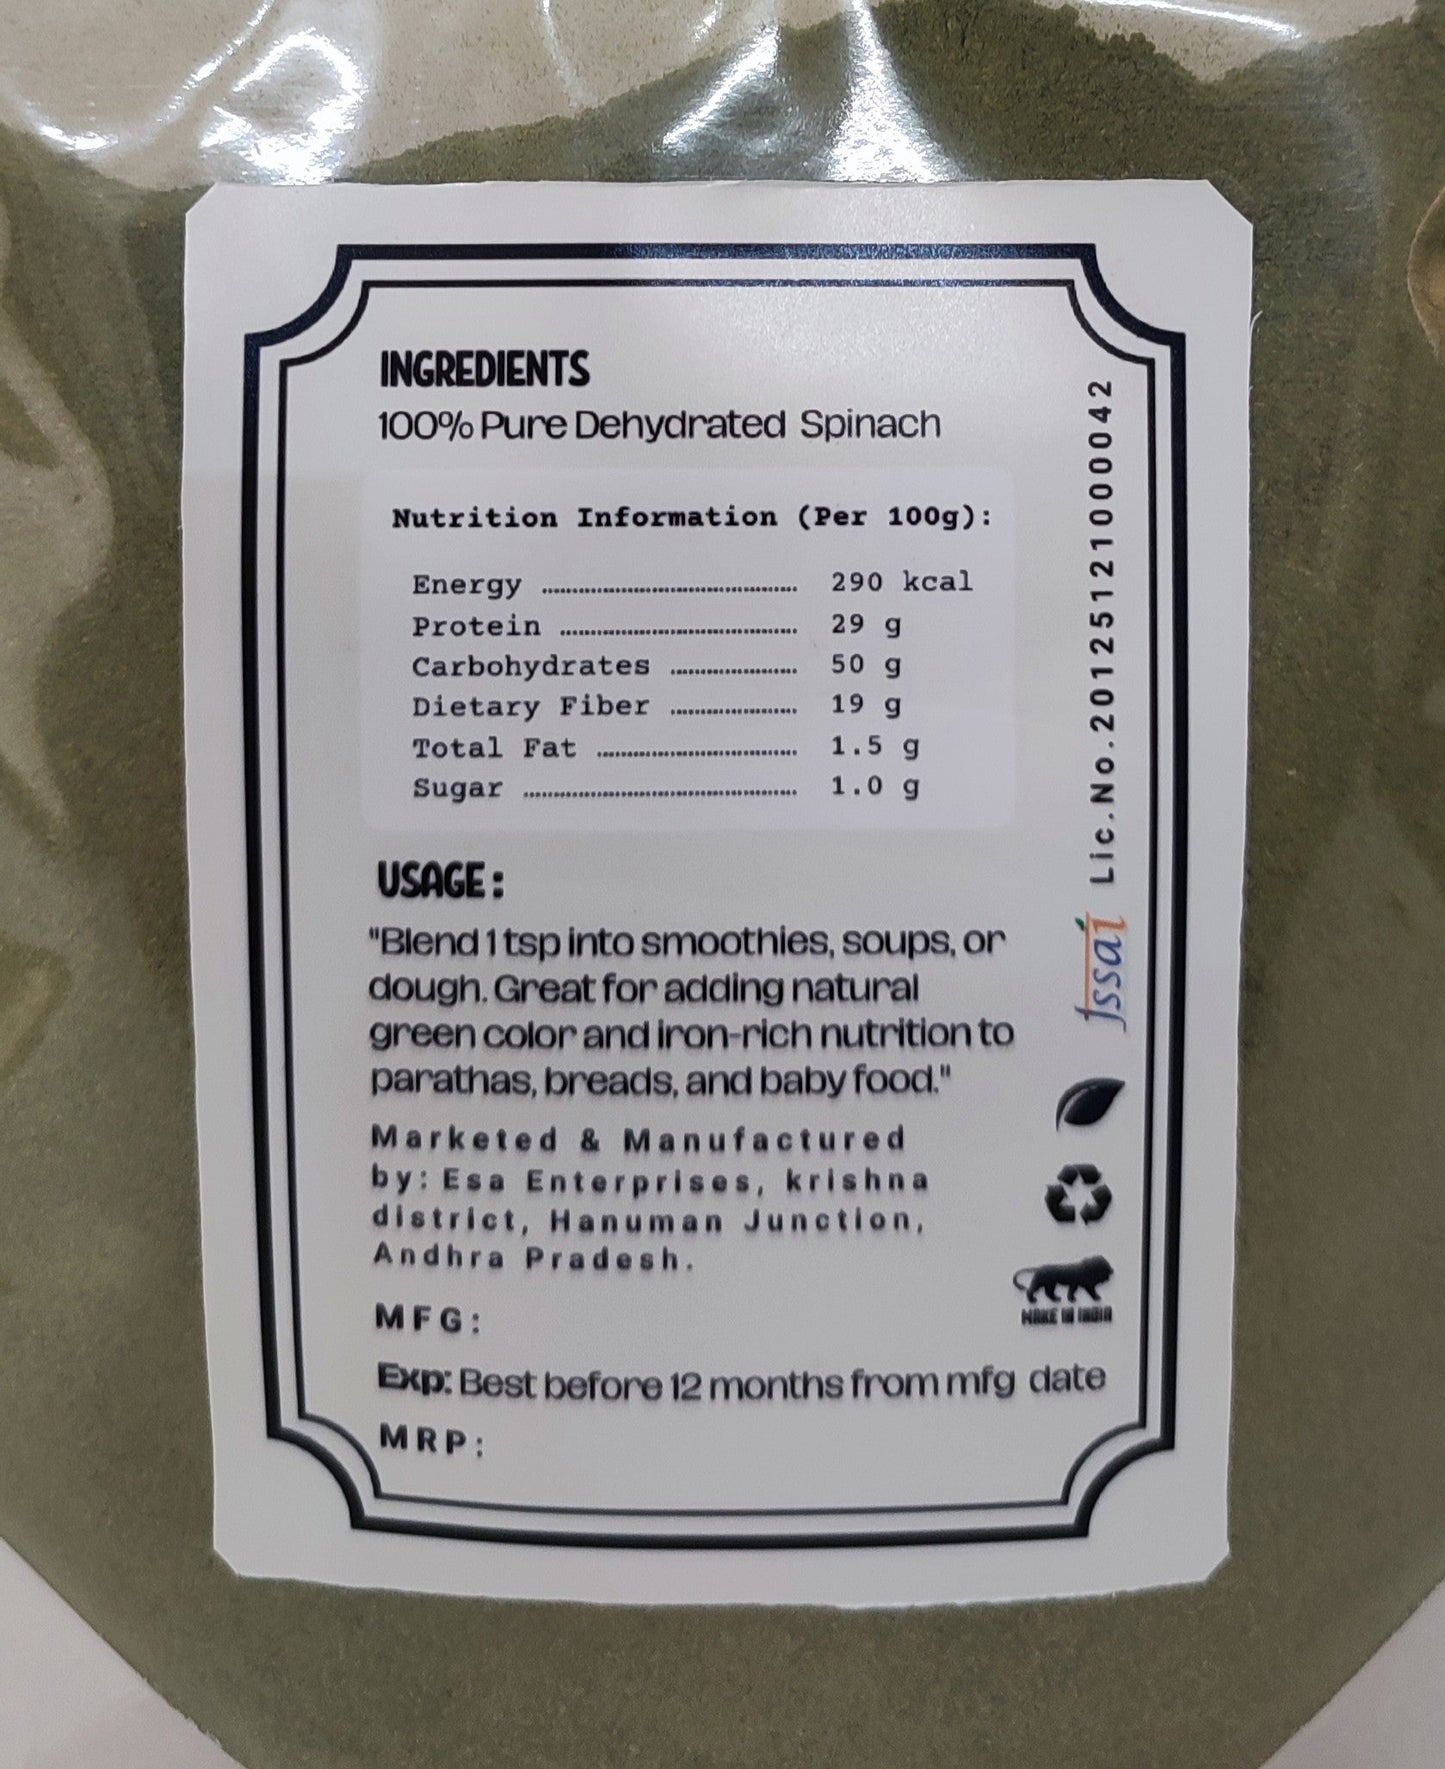 INGREDIENTS
100% Pure Dehydrated Spinach
Nutrition Information (Per 100g):
Energy ........................................ 290 kcal
Protein ........................................ 29 g
Carbohydrates .................... 50 g
Dietary Fiber .................... 19 g
Total Fat ................................ 1.5 g
Sugar ........................................ 1.0 g
USAGE:
"Blend 1 tsp into smoothies, soups, or
dough. Great for adding natural
green color and iron-rich nutrition to
parathas, breads, and baby food."
Marketed & Manufactured
by: Esa Enterprises, krishna
district, Hanuman Junction,
Andhra Pradesh.
MFG:
Exp: Best before 12 months from mfg date
MRP:
fssai Lic.No.20125121000042
MAKE IN INDIA